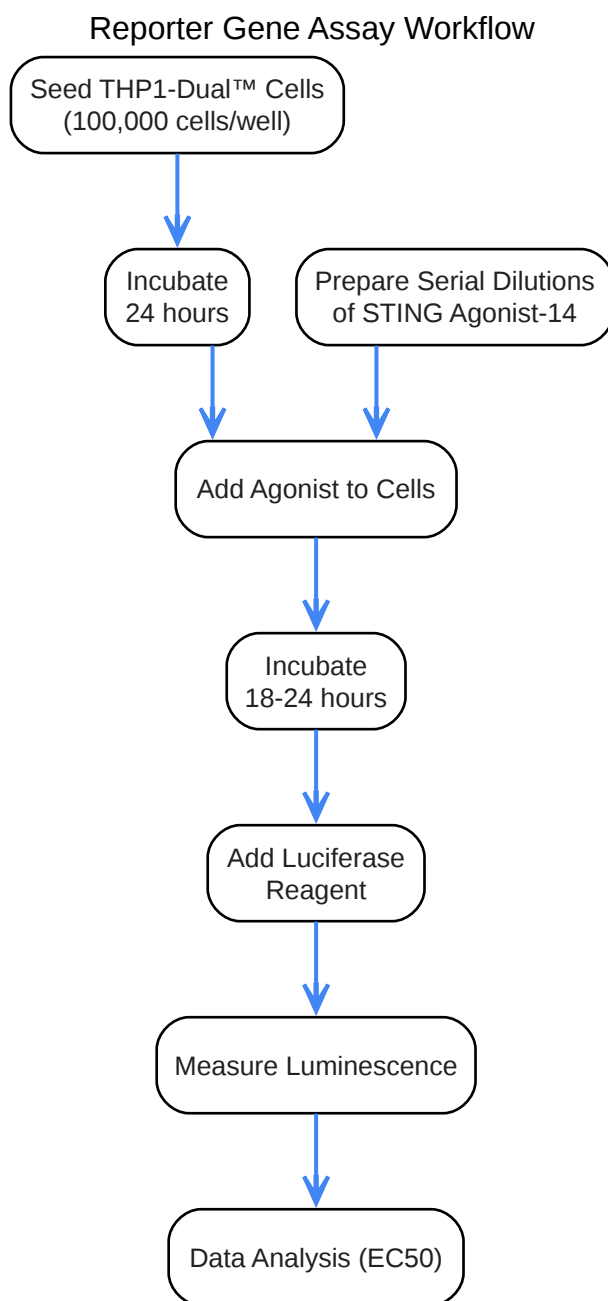 Reporter Gene Assay Workflow
Seed THP1-Dual™ Cells
(100,000 cells/well)
Incubate
24 hours
Prepare Serial Dilutions
of STING Agonist-14
Add Agonist to Cells
Incubate
18-24 hours
Add Luciferase
Reagent
Measure Luminescence
Data Analysis (EC50)